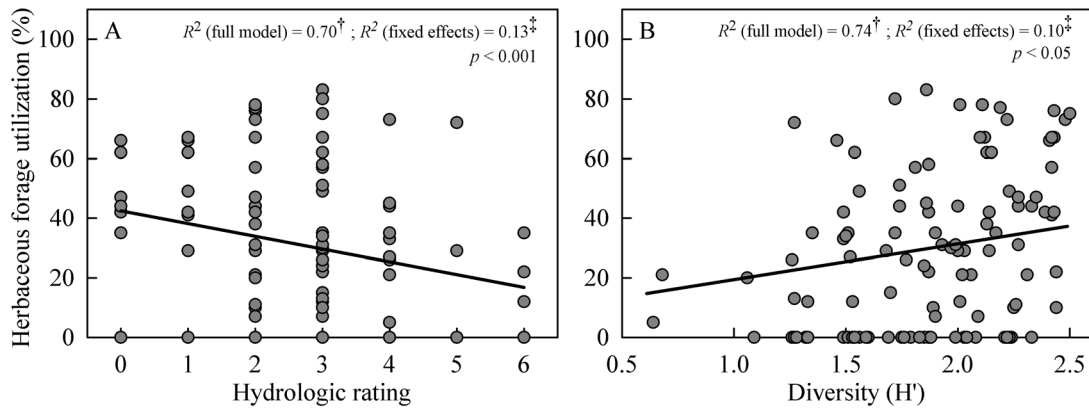 A
R² (full model) = 0.70† ; R² (fixed effects) = 0.13‡
p < 0.001
B
R² (full model) = 0.74† ; R² (fixed effects) = 0.10‡
p < 0.05
Herbaceous forage utilization (%)
100
80
60
40
20
0
0 1 2 3 4 5 6
Hydrologic rating
100
80
60
40
20
0
0.5 1.0 1.5 2.0 2.5
Diversity (H')